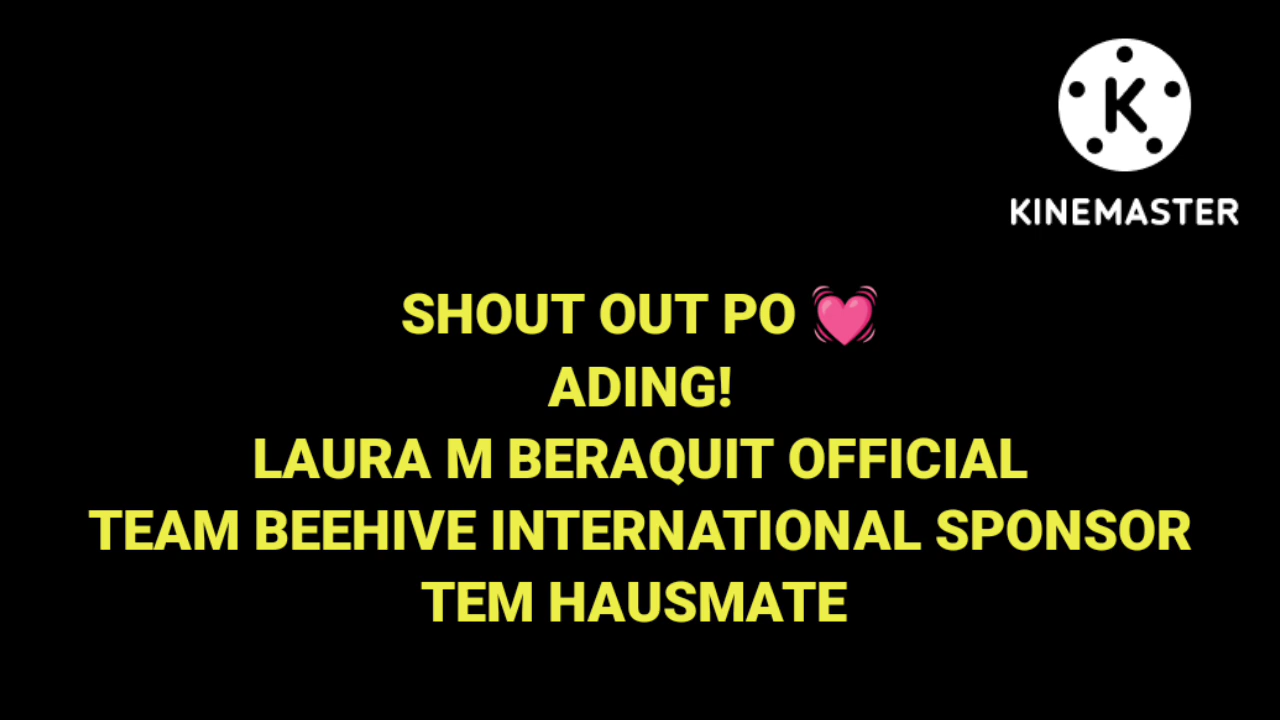 K
KINEMASTER
SHOUT OUT PO 💓
ADING!
LAURA M BERAQUIT OFFICIAL
TEAM BEEHIVE INTERNATIONAL SPONSOR
TEM HAUSMATE